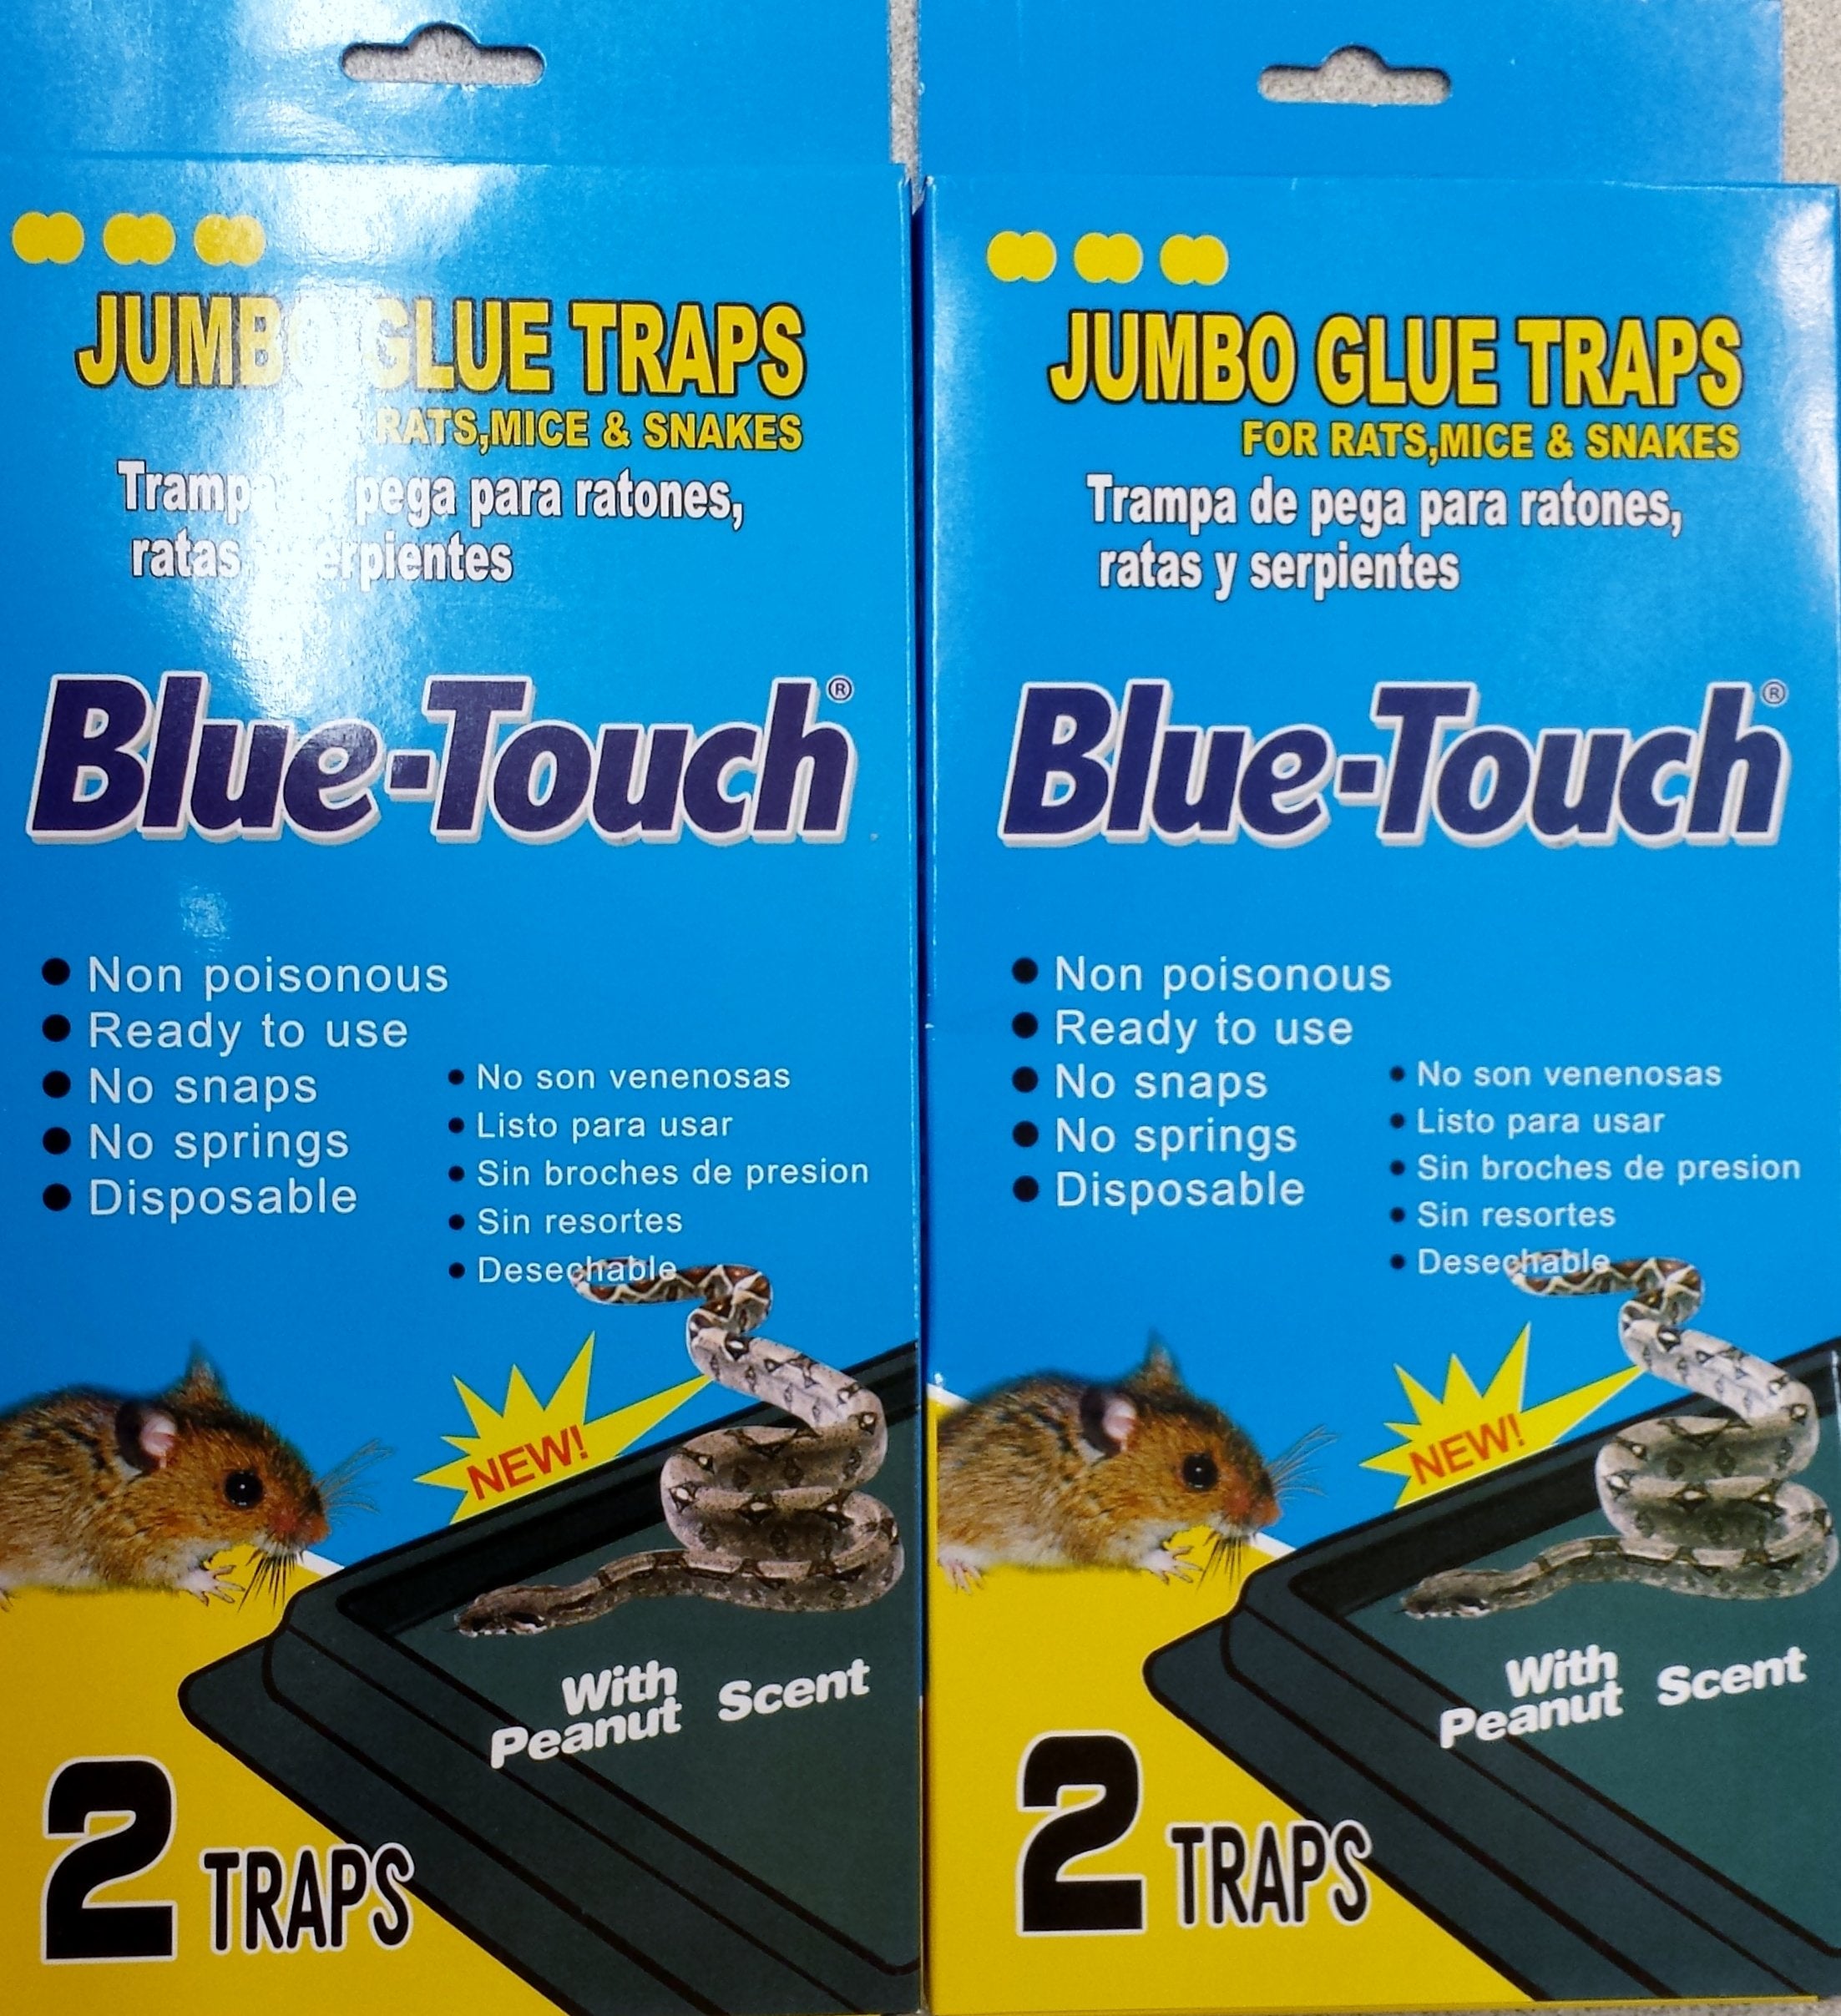 JUMBO GLUE TRAPS
RATS,MICE & SNAKES
pega para ratones,
ratas
Blue-Touch®
Non poisonous
Ready to use
No snaps
No springs
Disposable
No son venenosas
Listo para usar
Sin broches de presion
Sin resortes
Desechable
NEW!
With
Peanut Scent
2 TRAPS
JUMBO GLUE TRAPS
FOR RATS,MICE & SNAKES
Trampa de pega para ratones,
ratas y serpientes
Blue-Touch®
Non poisonous
Ready to use
No snaps
No springs
Disposable
No son venenosas
Listo para usar
Sin broches de presion
Sin resortes
Desechable
NEW!
With
Peanut Scent
2 TRAPS